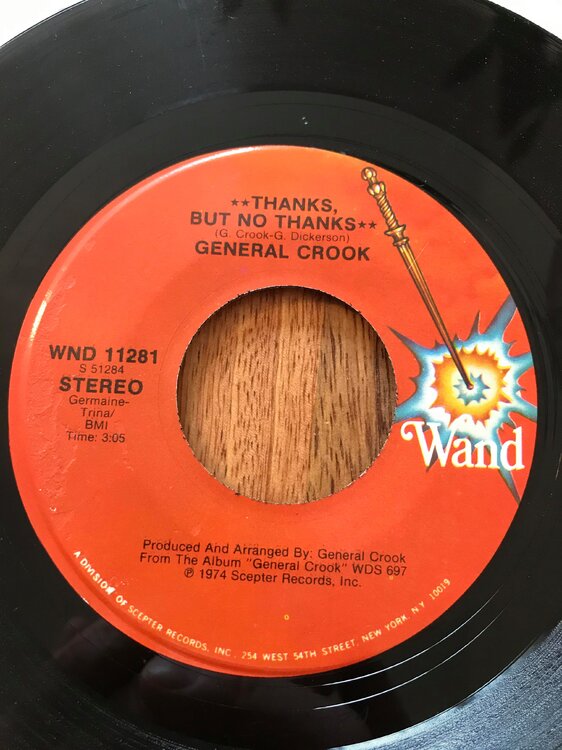 ★★THANKS,
BUT NO THANKS★★
(G. Crook-G. Dickerson)
GENERAL CROOK
WND 11281
S 51284
STEREO
Germaine-
Trina/
BMI
Time: 3:05
Wand
Produced And Arranged By: General Crook
From The Album "General Crook" WDS 697
℗ 1974 Scepter Records, Inc.
A DIVISION OF SCEPTER RECORDS, INC., 254 WEST 54TH STREET, NEW YORK, N.Y. 10019